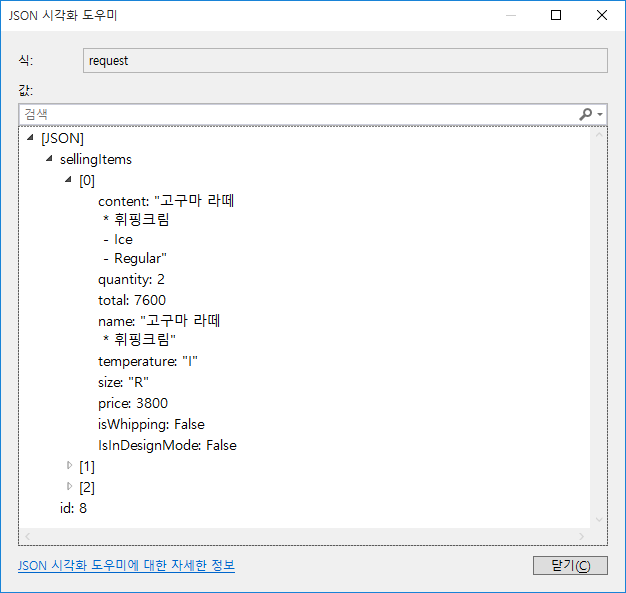 JSON 시각화 도우미
식:
request
값:
검색
[JSON]
sellingItems
[0]
content: "고구마 라떼
* 휘핑크림
- Ice
- Regular"
quantity: 2
total: 7600
name: "고구마 라떼
* 휘핑크림"
temperature: "I"
size: "R"
price: 3800
isWhipping: False
IsInDesignMode: False
[1]
[2]
id: 8
JSON 시각화 도우미에 대한 자세한 정보
닫기(C)